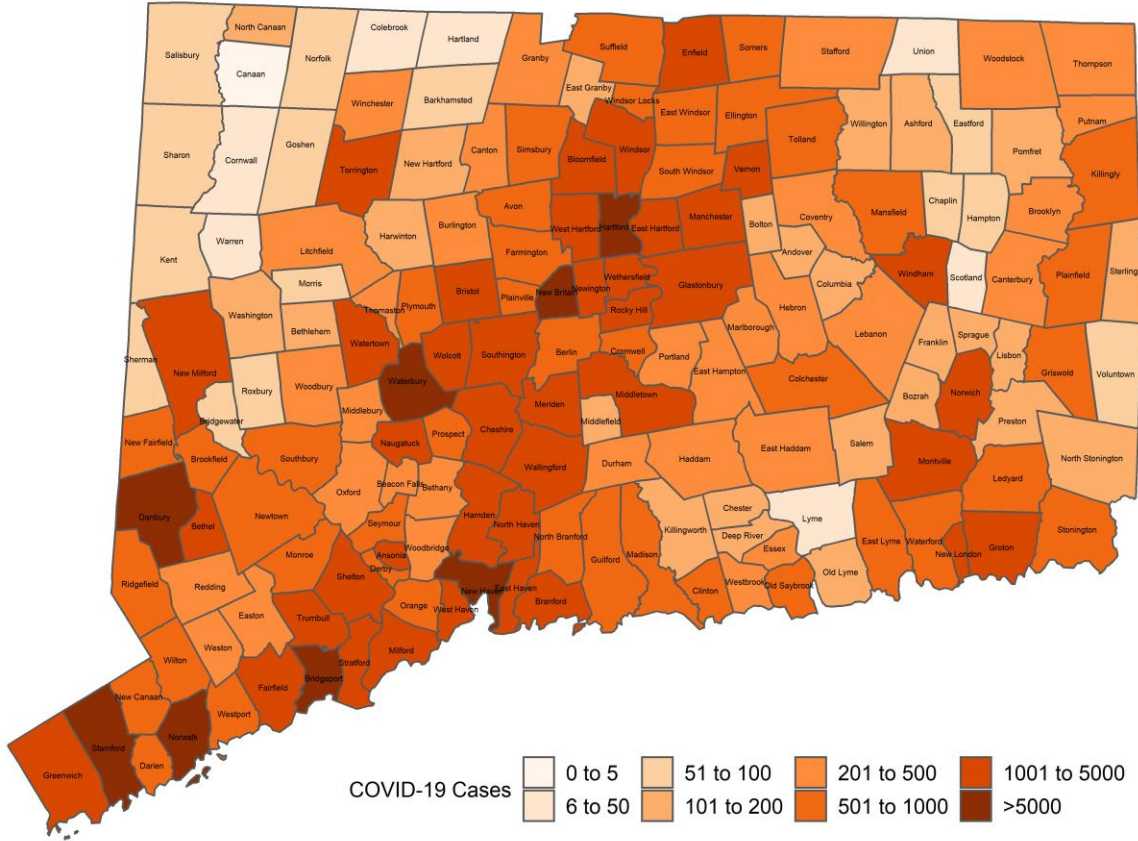 North Canaan
Colebrook
Hartland
Salisbury
Canaan
Norfolk
Granby
Suffield
Enfield
Somers
Stafford
Union
Woodstock
Thompson
Winchester
Barkhamsted
East Granby
Windsor Locks
East Windsor
Ellington
Willington
Ashford
Eastford
Putnam
Sharon
Cornwall
Goshen
Torrington
New Hartford
Canton
Simsbury
Bloomfield
Windsor
South Windsor
Vernon
Tolland
Pomfret
Killingly
Kent
Warren
Litchfield
Harwinton
Burlington
Avon
West Hartford
Hartford
East Hartford
Manchester
Bolton
Coventry
Mansfield
Chaplin
Hampton
Brooklyn
Farmington
Andover
Morris
Bristol
Plainville
New Britain
Newington
Wethersfield
Glastonbury
Columbia
Windham
Scotland
Canterbury
Plainfield
Sterling
Washington
Bethlehem
Thomaston
Plymouth
Rocky Hill
Hebron
Marlborough
Lebanon
Franklin
Sprague
Lisbon
Griswold
Voluntown
Sherman
New Milford
Roxbury
Woodbury
Watertown
Waterbury
Wolcott
Southington
Berlin
Cromwell
Portland
East Hampton
Colchester
Bozrah
Norwich
Preston
Bridgewater
Middlebury
Meriden
Middletown
Middlefield
New Fairfield
Brookfield
Southbury
Naugatuck
Prospect
Cheshire
Wallingford
Durham
Haddam
East Haddam
Salem
Montville
North Stonington
Danbury
Bethel
Newtown
Oxford
Beacon Falls
Bethany
Ledyard
Seymour
Hamden
North Haven
North Branford
Guilford
Madison
Killingworth
Chester
Deep River
Essex
Lyme
East Lyme
Waterford
New London
Groton
Stonington
Ridgefield
Redding
Monroe
Ansonia
Derby
Woodbridge
Shelton
Orange
New Haven
East Haven
West Haven
Branford
Clinton
Westbrook
Old Saybrook
Old Lyme
Easton
Trumbull
Weston
Wilton
Stratford
Milford
Bridgeport
Fairfield
New Canaan
Westport
Stamford
Norwalk
Darien
Greenwich
COVID-19 Cases
0 to 5
51 to 100
201 to 500
1001 to 5000
6 to 50
101 to 200
501 to 1000
>5000